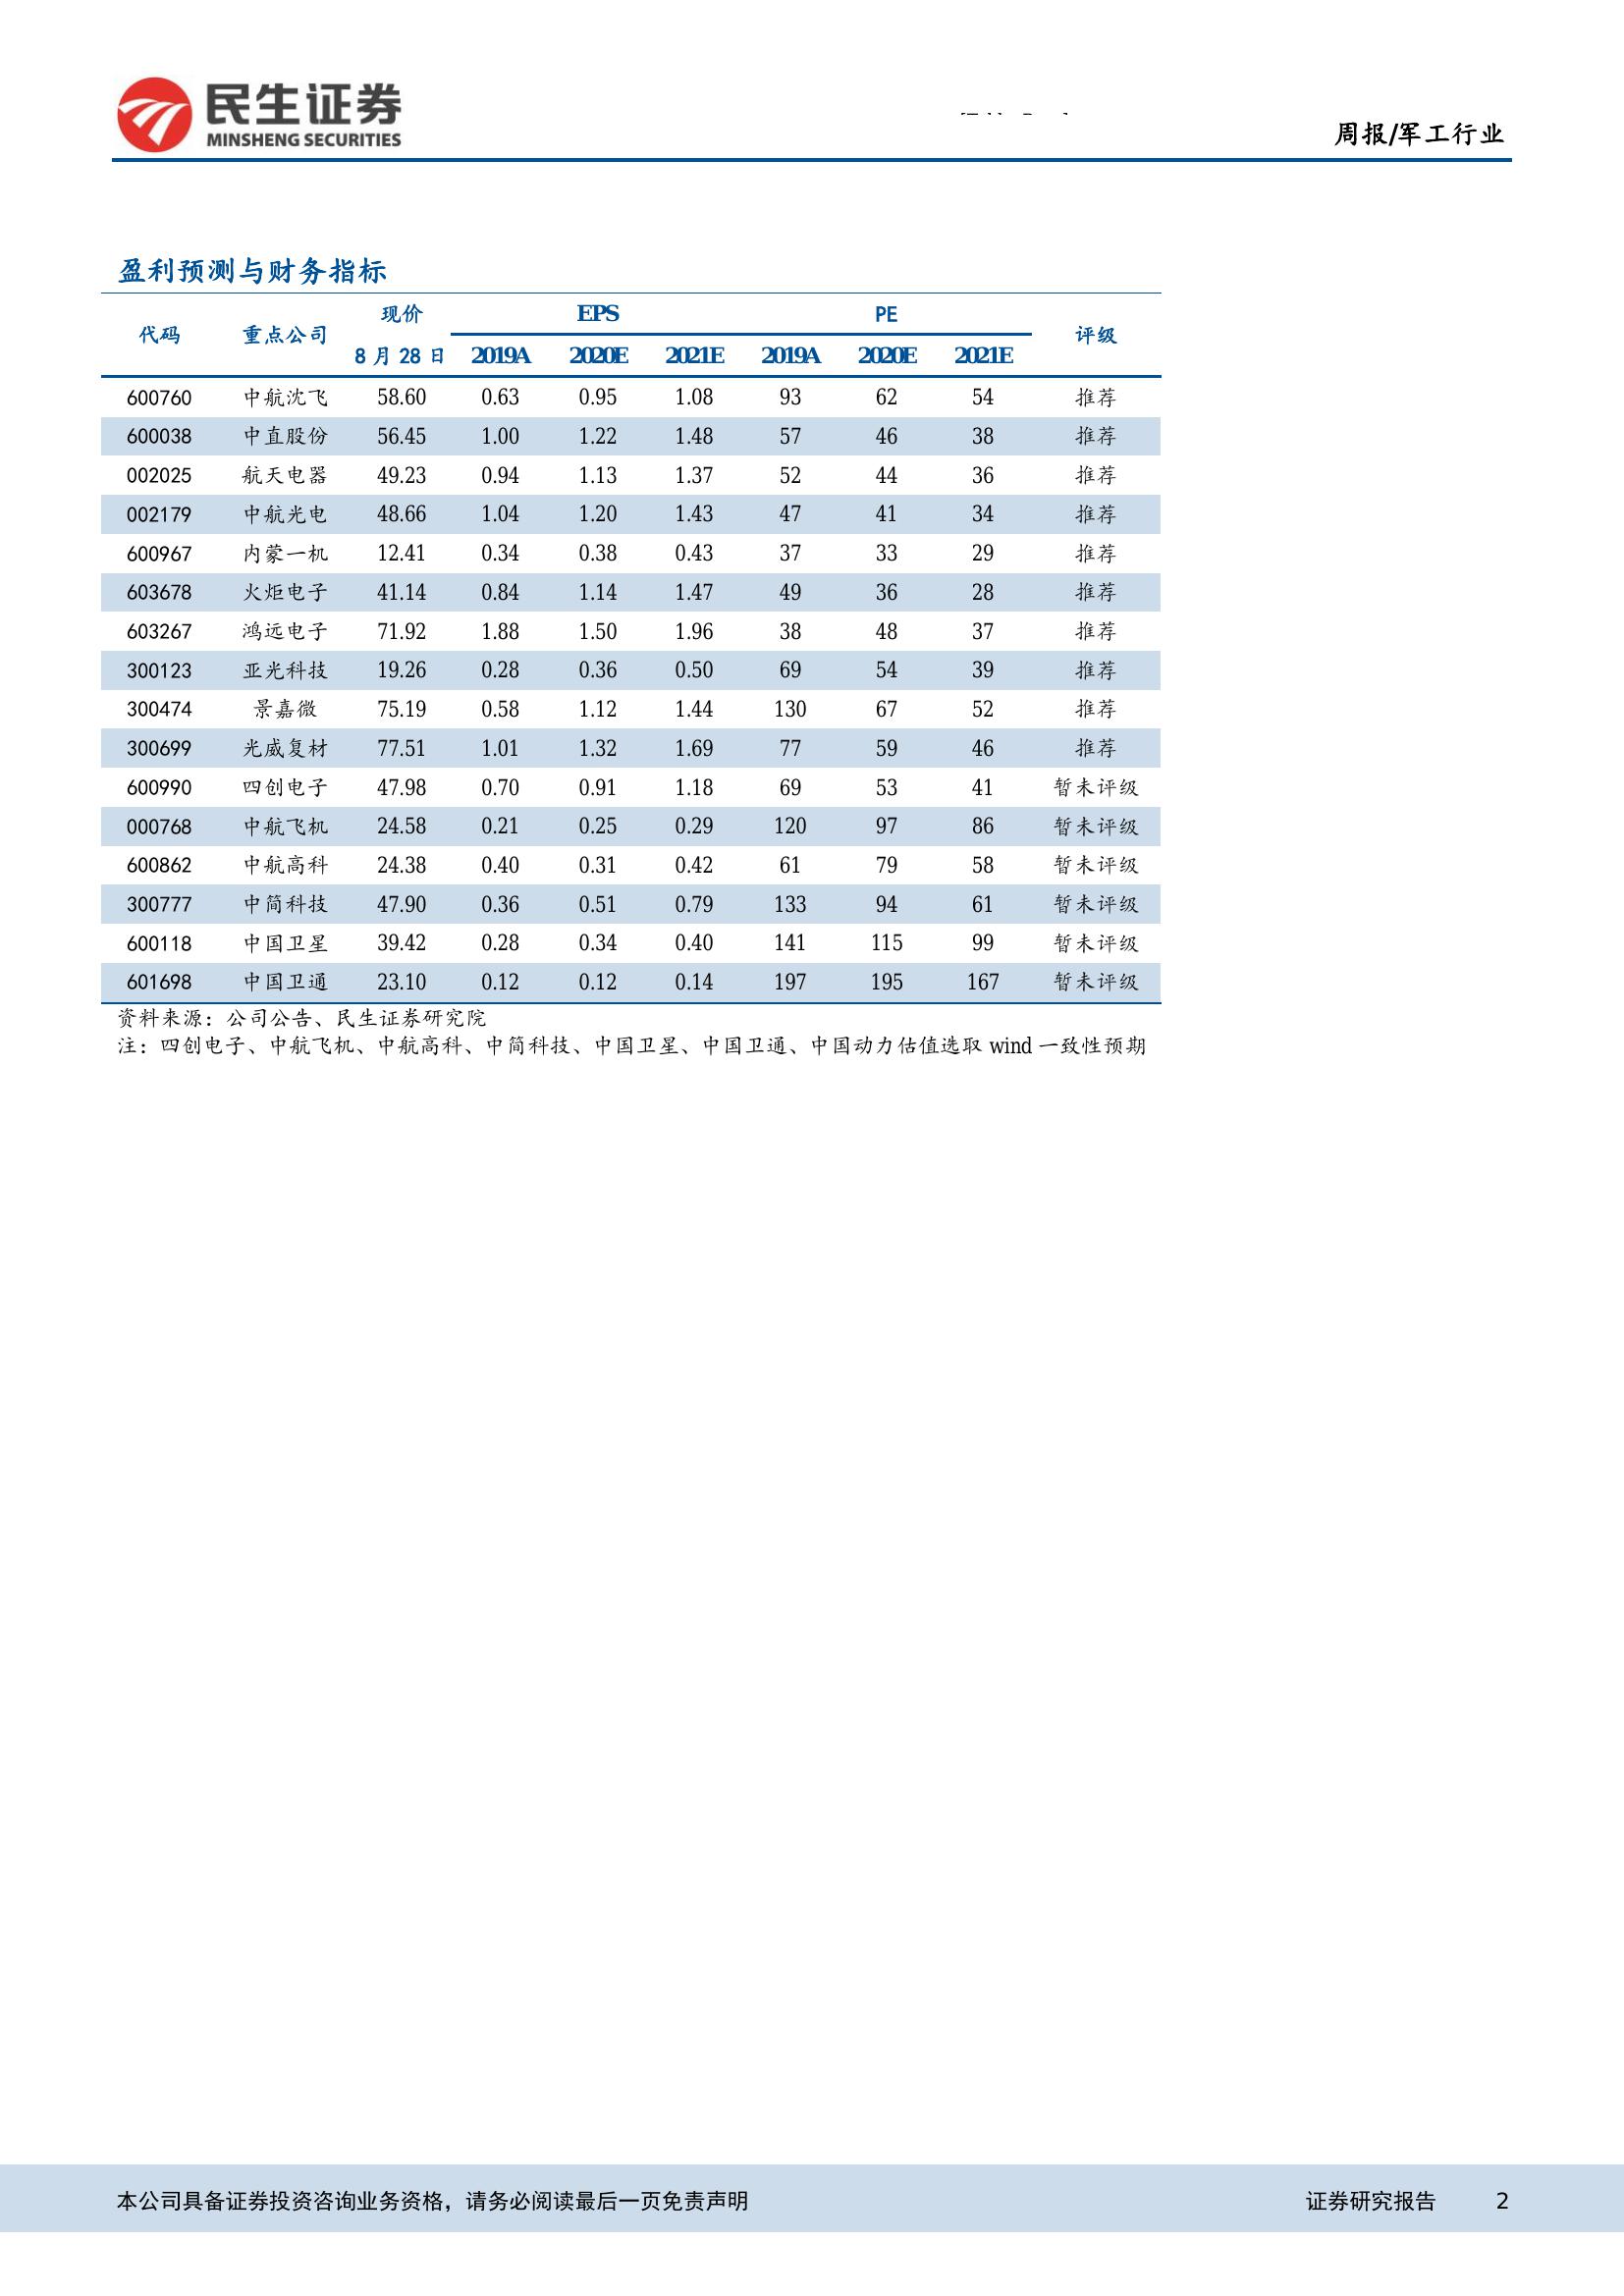 民生证券
MINSHENG SECURITIES
周报/军工行业
盈利预测与财务指标
代码 重点公司 现价 EPS PE 评级
8 月 28 日 2019A 2020E 2021E 2019A 2020E 2021E
600760 中航沈飞 58.60 0.63 0.95 1.08 93 62 54 推荐
600038 中直股份 56.45 1.00 1.22 1.48 57 46 38 推荐
002025 航天电器 49.23 0.94 1.13 1.37 52 44 36 推荐
002179 中航光电 48.66 1.04 1.20 1.43 47 41 34 推荐
600967 内蒙一机 12.41 0.34 0.38 0.43 37 33 29 推荐
603678 火炬电子 41.14 0.84 1.14 1.47 49 36 28 推荐
603267 鸿远电子 71.92 1.88 1.50 1.96 38 48 37 推荐
300123 亚光科技 19.26 0.28 0.36 0.50 69 54 39 推荐
300474 景嘉微 75.19 0.58 1.12 1.44 130 67 52 推荐
300699 光威复材 77.51 1.01 1.32 1.69 77 59 46 推荐
600990 四创电子 47.98 0.70 0.91 1.18 69 53 41 暂未评级
000768 中航飞机 24.58 0.21 0.25 0.29 120 97 86 暂未评级
600862 中航高科 24.38 0.40 0.31 0.42 61 79 58 暂未评级
300777 中简科技 47.90 0.36 0.51 0.79 133 94 61 暂未评级
600118 中国卫星 39.42 0.28 0.34 0.40 141 115 99 暂未评级
601698 中国卫通 23.10 0.12 0.12 0.14 197 195 167 暂未评级
资料来源：公司公告、民生证券研究院
注：四创电子、中航飞机、中航高科、中简科技、中国卫星、中国卫通、中国动力估值选取 wind 一致性预期
本公司具备证券投资咨询业务资格，请务必阅读最后一页免责声明 证券研究报告 2